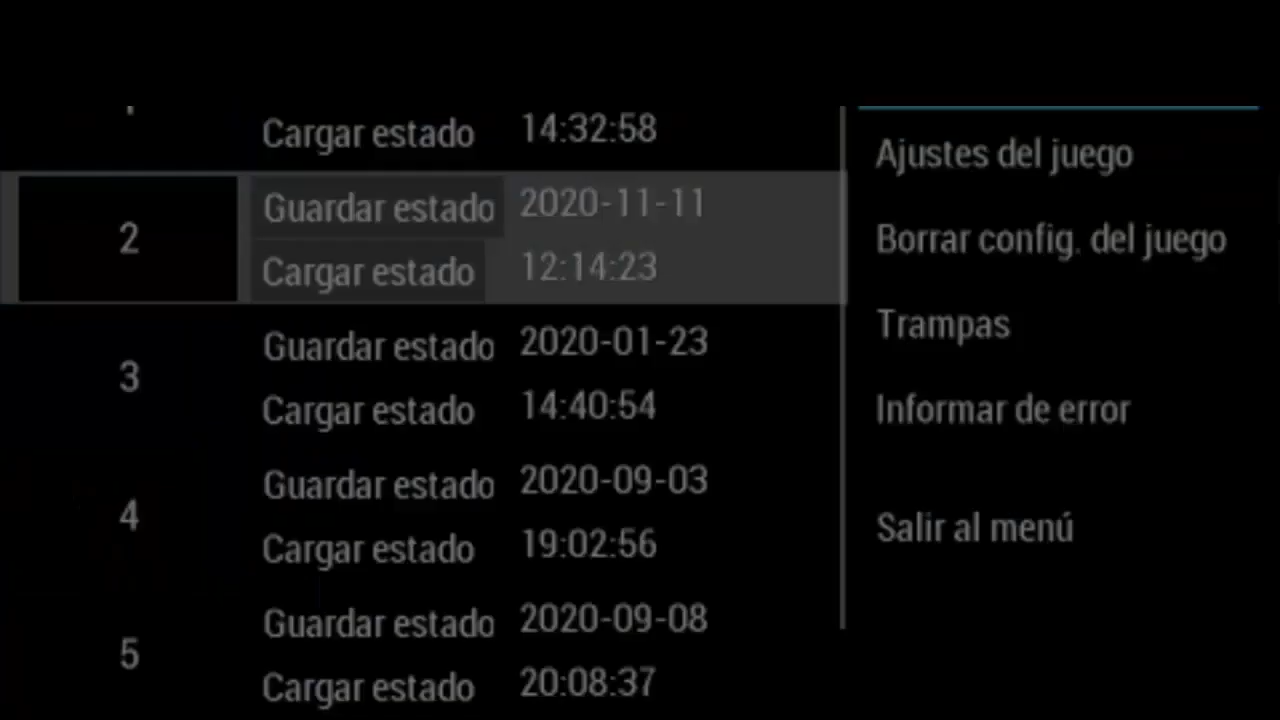 Cargar estado 14:32:58
2
Guardar estado 2020-11-11
Cargar estado 12:14:23
3
Guardar estado 2020-01-23
Cargar estado 14:40:54
4
Guardar estado 2020-09-03
Cargar estado 19:02:56
5
Guardar estado 2020-09-08
Cargar estado 20:08:37
Ajustes del juego
Borrar config. del juego
Trampas
Informar de error
Salir al menú